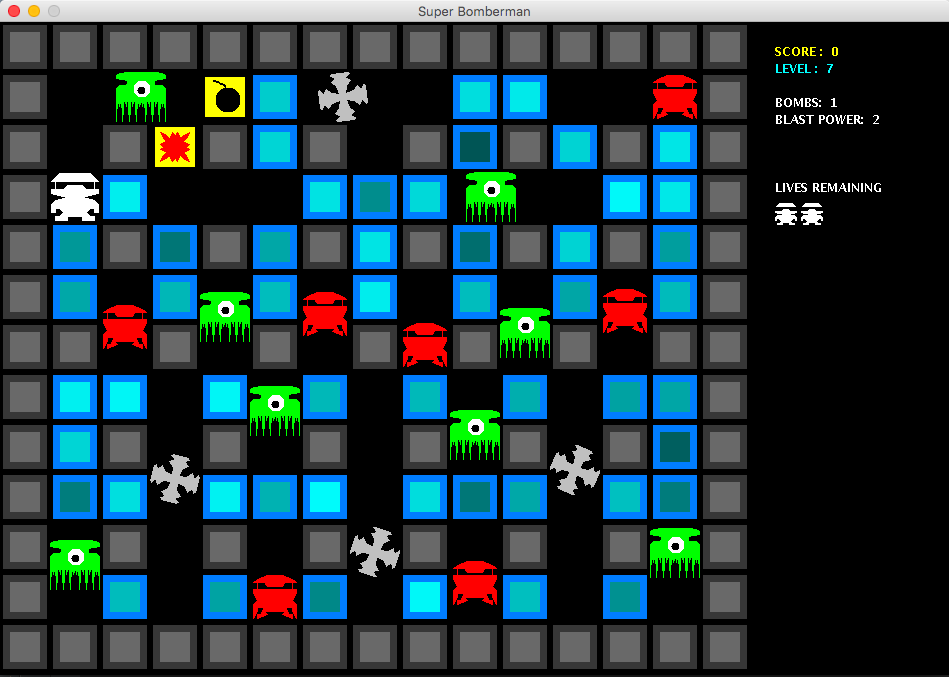 Super Bomberman
SCORE: 0
LEVEL: 7
BOMBS: 1
BLAST POWER: 2
LIVES REMAINING